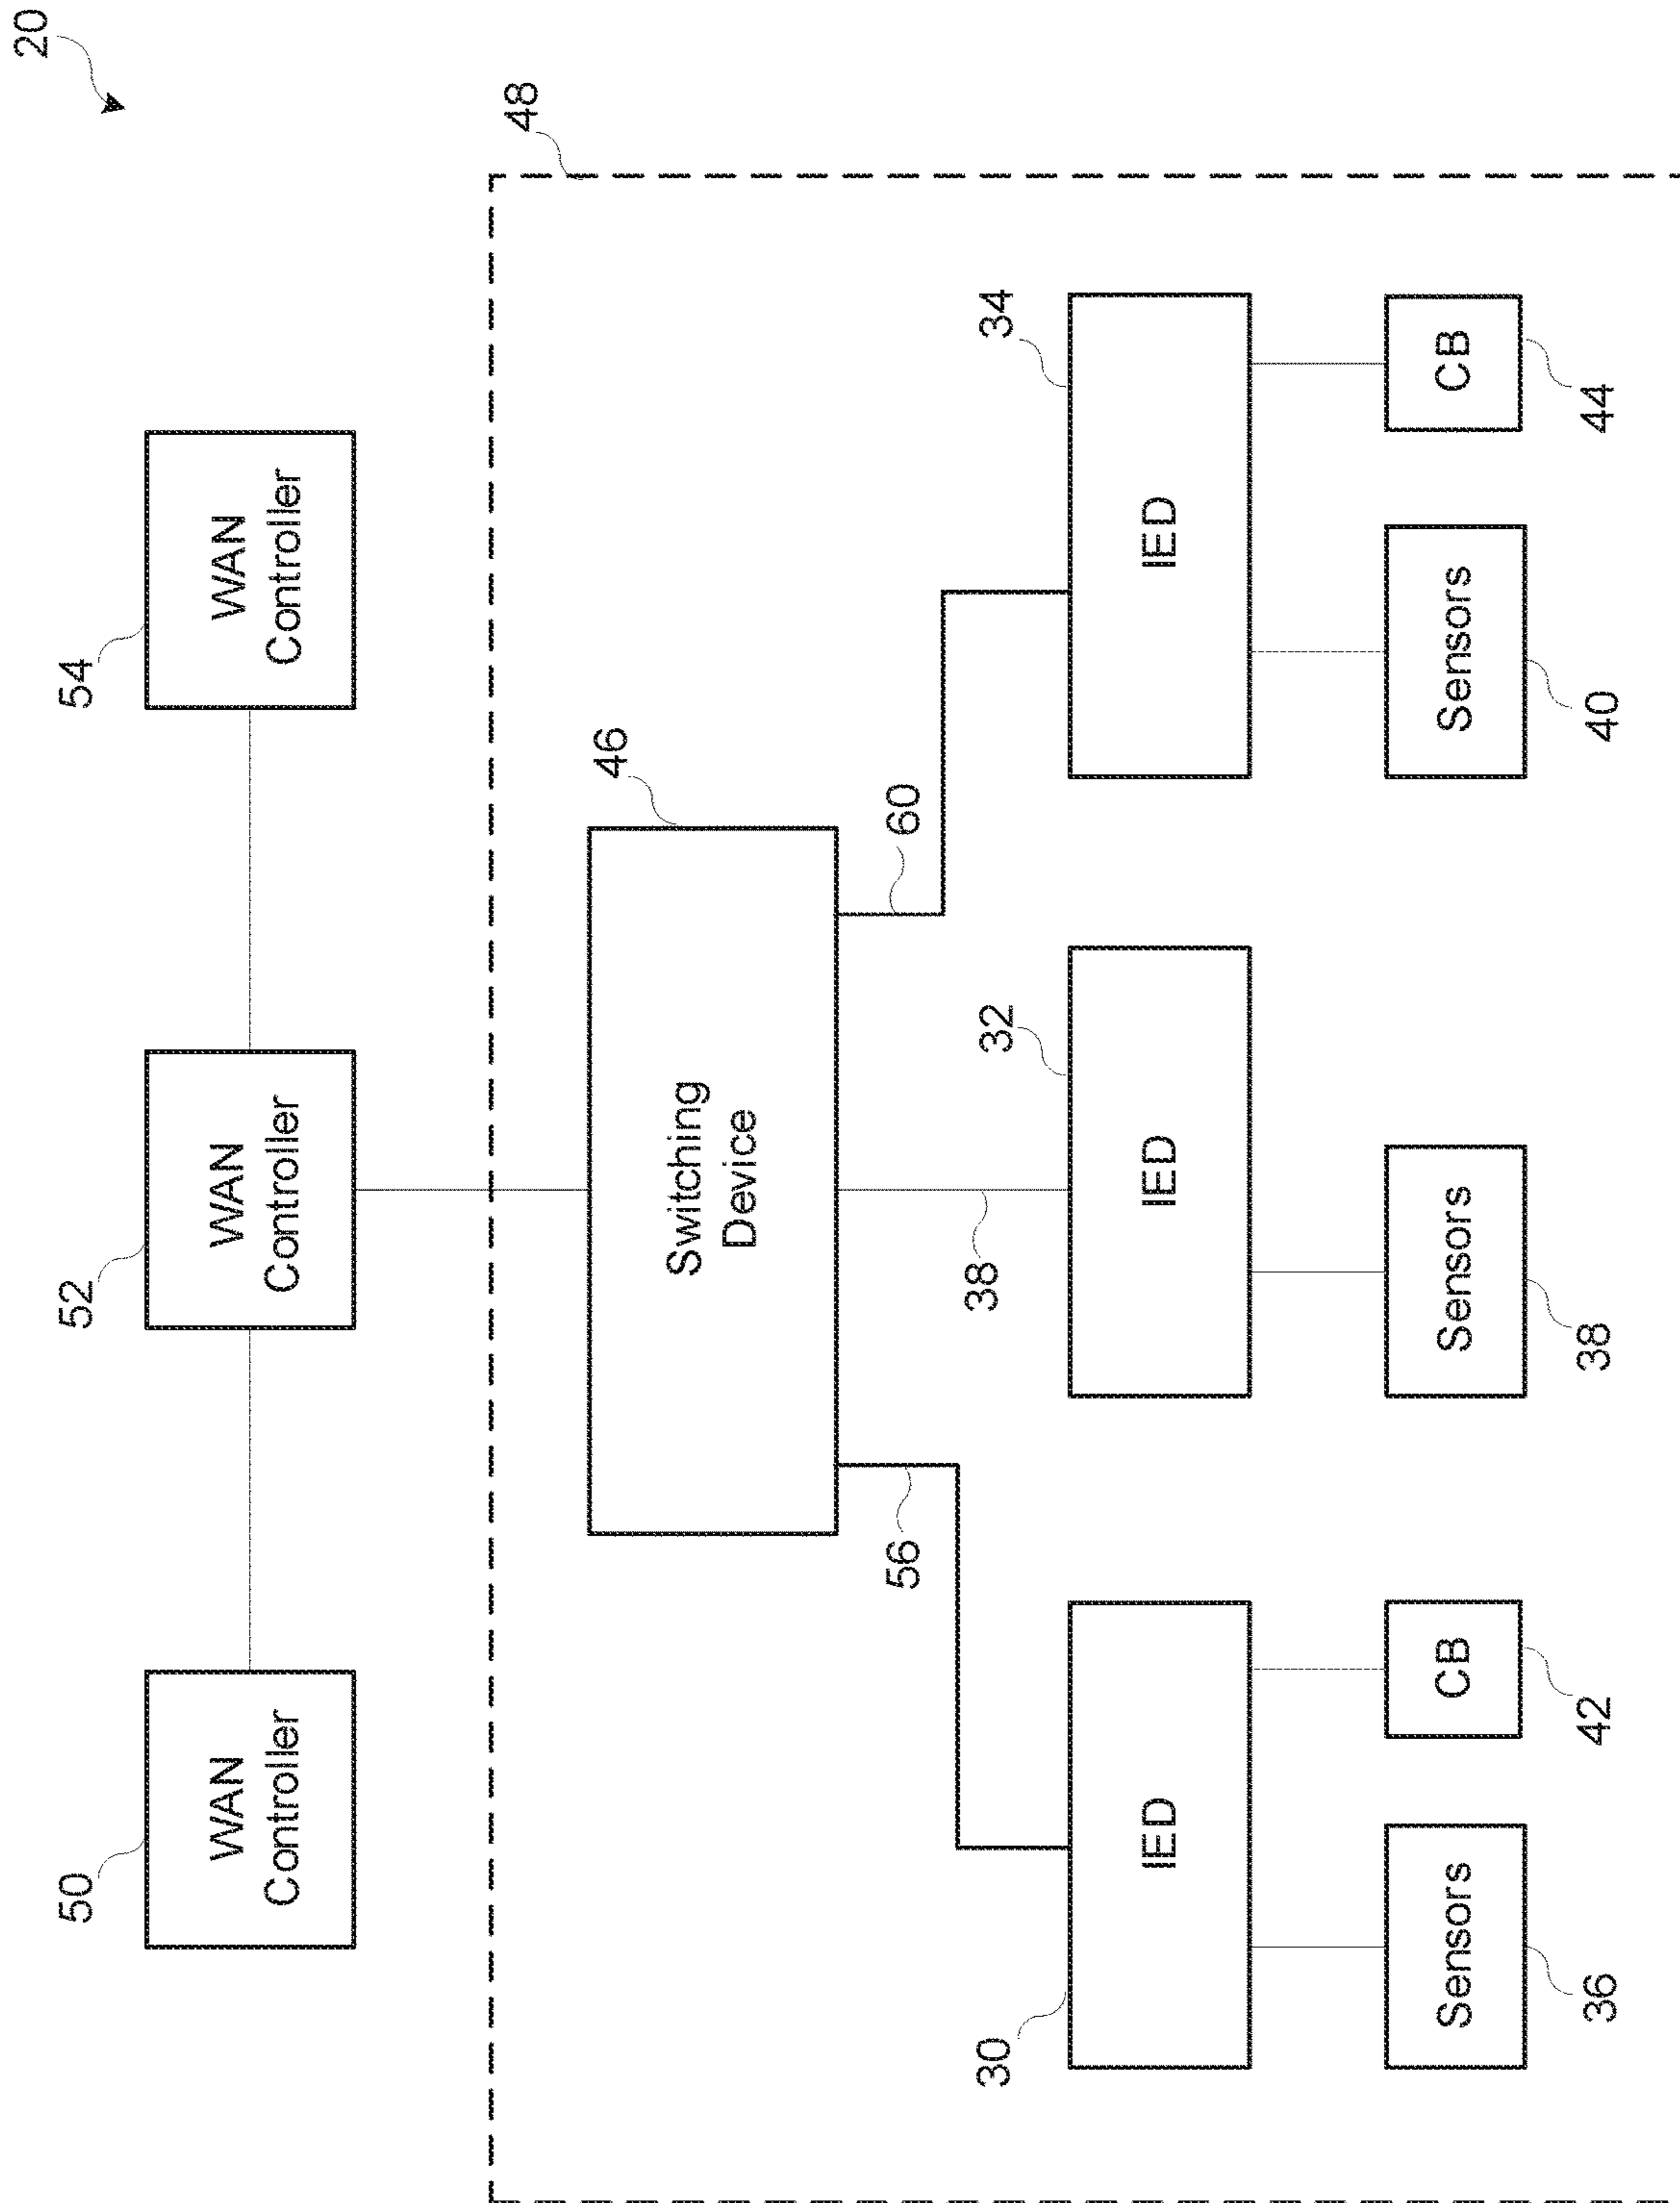 20
50
WAN
Controller
52
WAN
Controller
54
WAN
Controller
48
46
Switching
Device
56
38
60
30
IED
32
IED
34
IED
Sensors
36
CB
42
Sensors
38
Sensors
40
CB
44